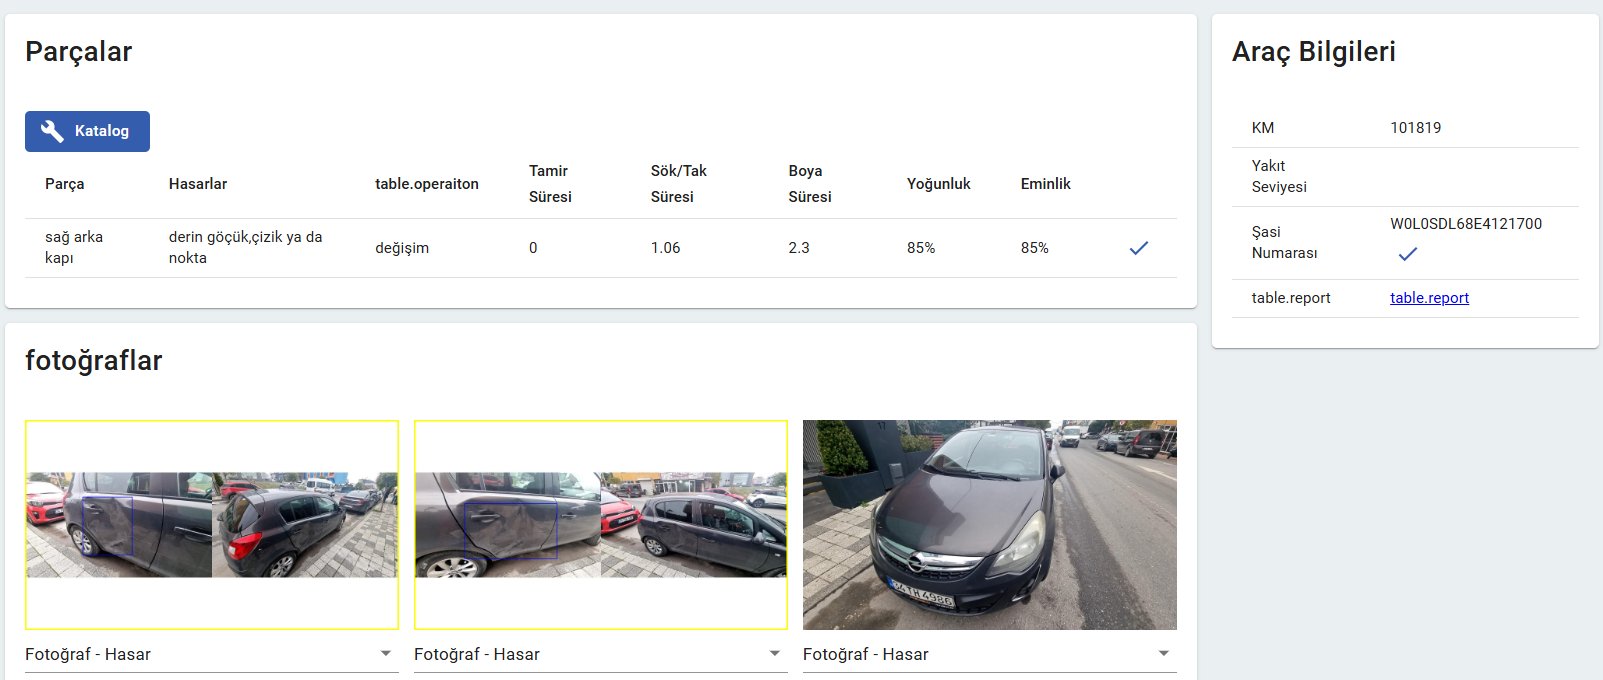 Parçalar
Katalog
Parça Hasarlar table.operaiton Tamir Süresi Sök/Tak Süresi Boya Süresi Yoğunluk Eminlik
sağ arka kapı derin göçük,çizik ya da nokta değişim 0 1.06 2.3 85% 85%
fotoğraflar
34TH4986
Fotoğraf - Hasar
Fotoğraf - Hasar
Fotoğraf - Hasar
Araç Bilgileri
KM 101819
Yakıt Seviyesi
Şasi Numarası W0L0SDL68E4121700
table.report table.report